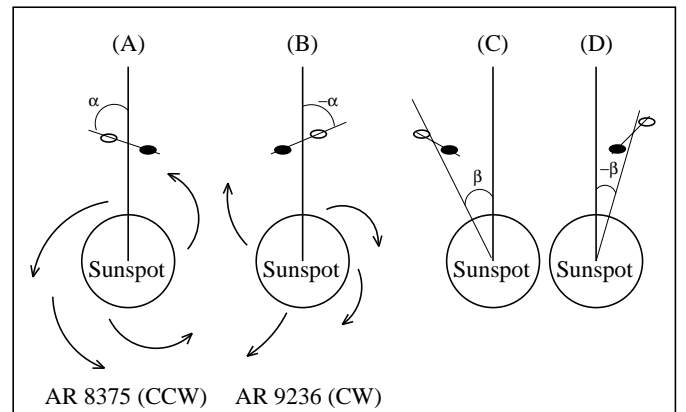 (A) (B) (C) (D)
α −α
β −β
Sunspot Sunspot Sunspot Sunspot
AR 8375 (CCW) AR 9236 (CW)